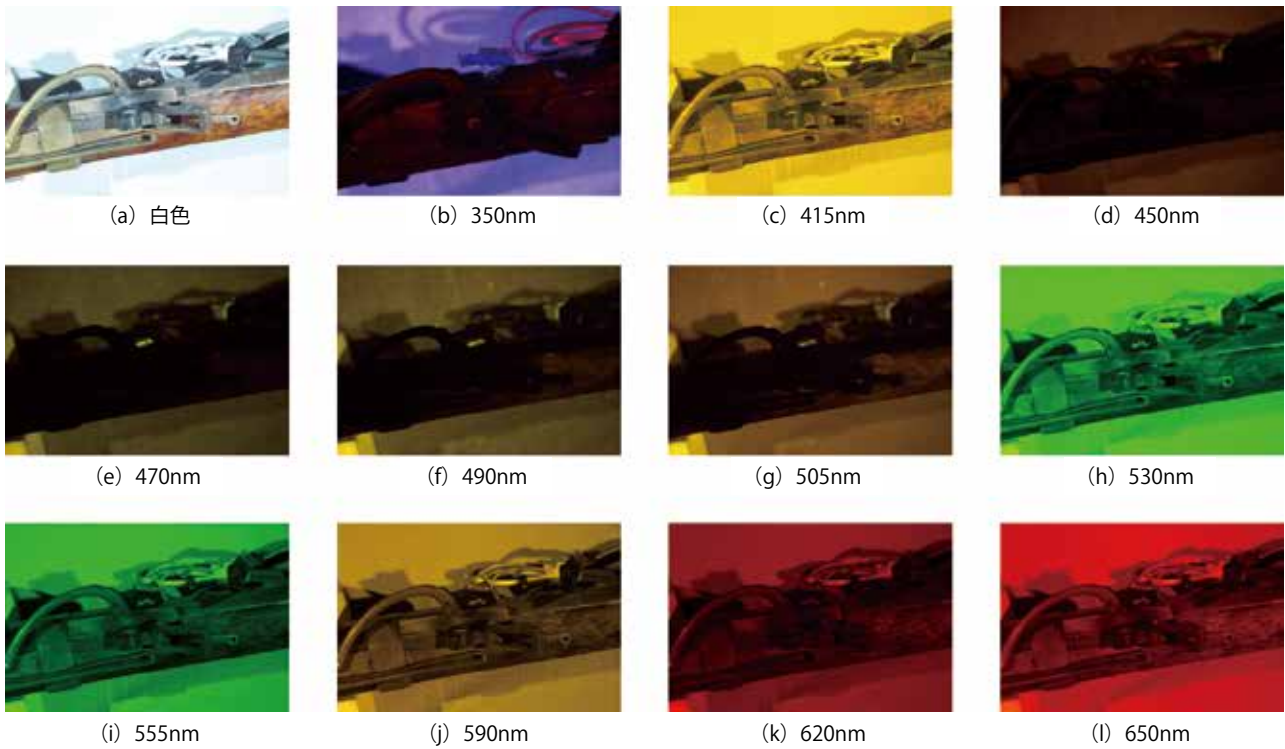 (a) 白色
(b) 350nm
(c) 415nm
(d) 450nm
(e) 470nm
(f) 490nm
(g) 505nm
(h) 530nm
(i) 555nm
(j) 590nm
(k) 620nm
(l) 650nm